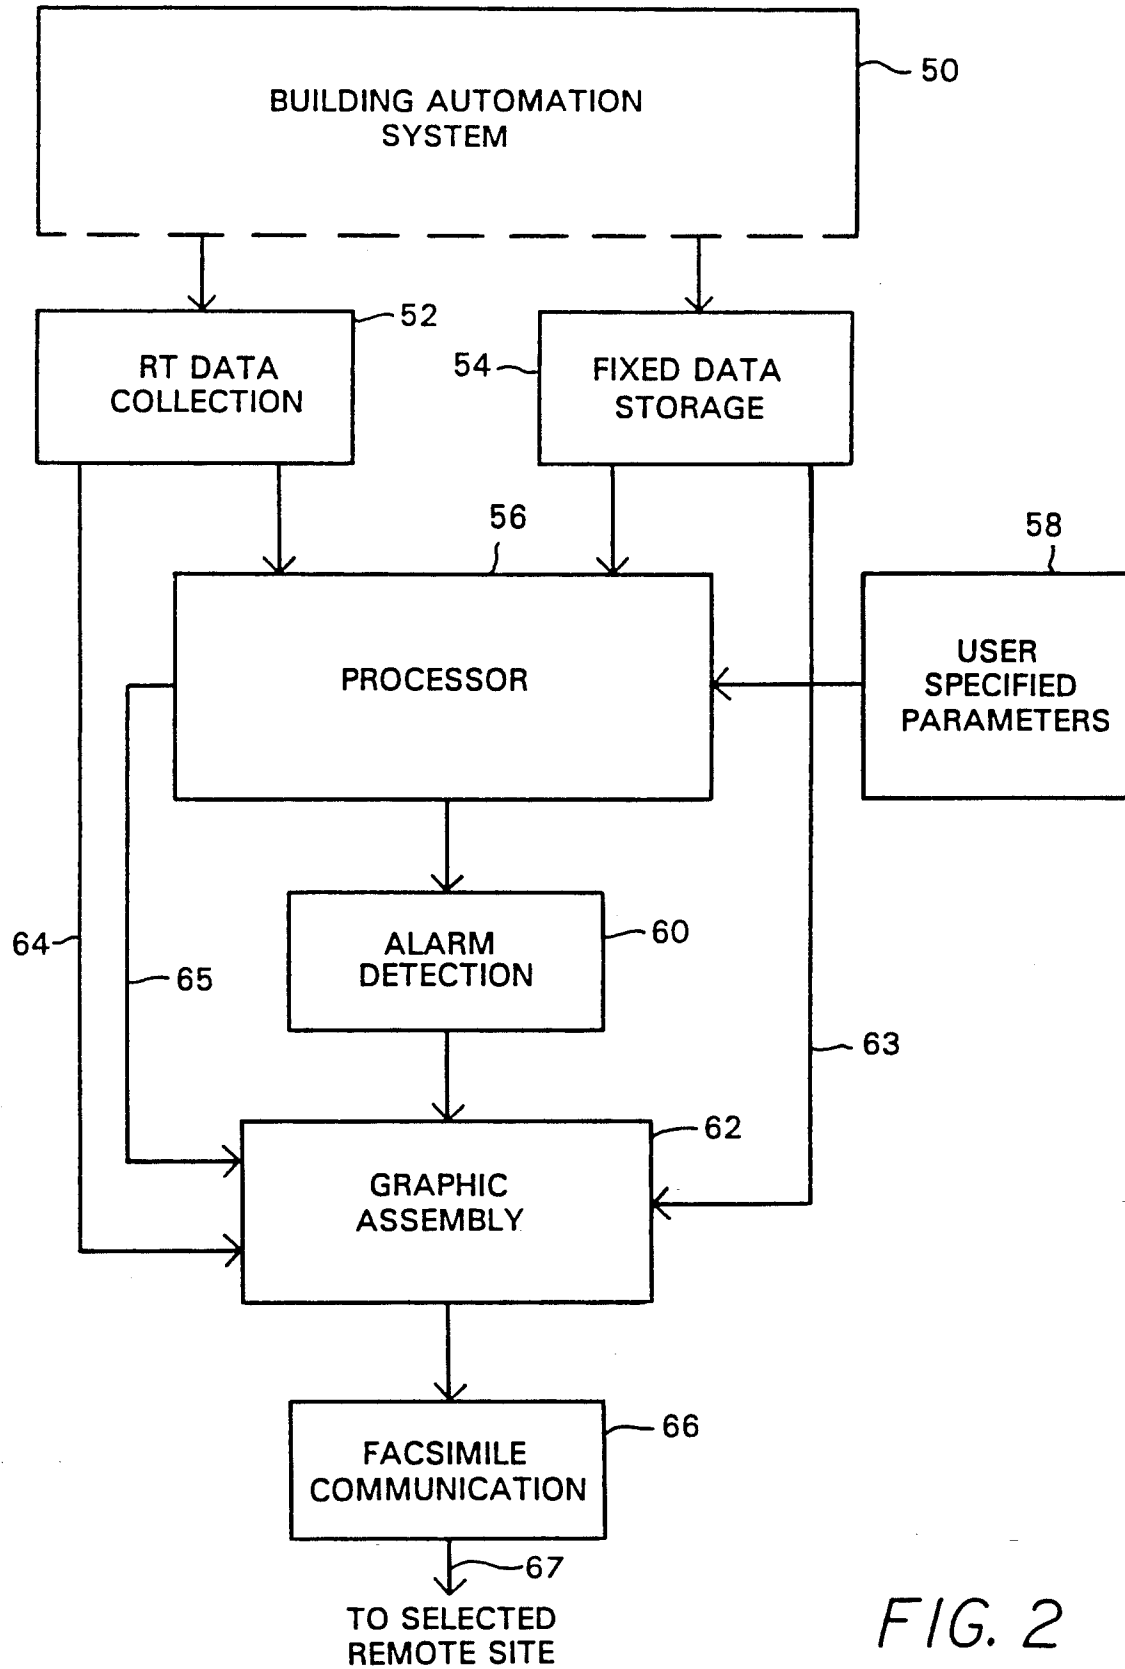 BUILDING AUTOMATION
SYSTEM
50
RT DATA
COLLECTION
52
54
FIXED DATA
STORAGE
56
58
PROCESSOR
USER
SPECIFIED
PARAMETERS
64
65
ALARM
DETECTION
60
63
62
GRAPHIC
ASSEMBLY
66
FACSIMILE
COMMUNICATION
67
TO SELECTED
REMOTE SITE
FIG. 2